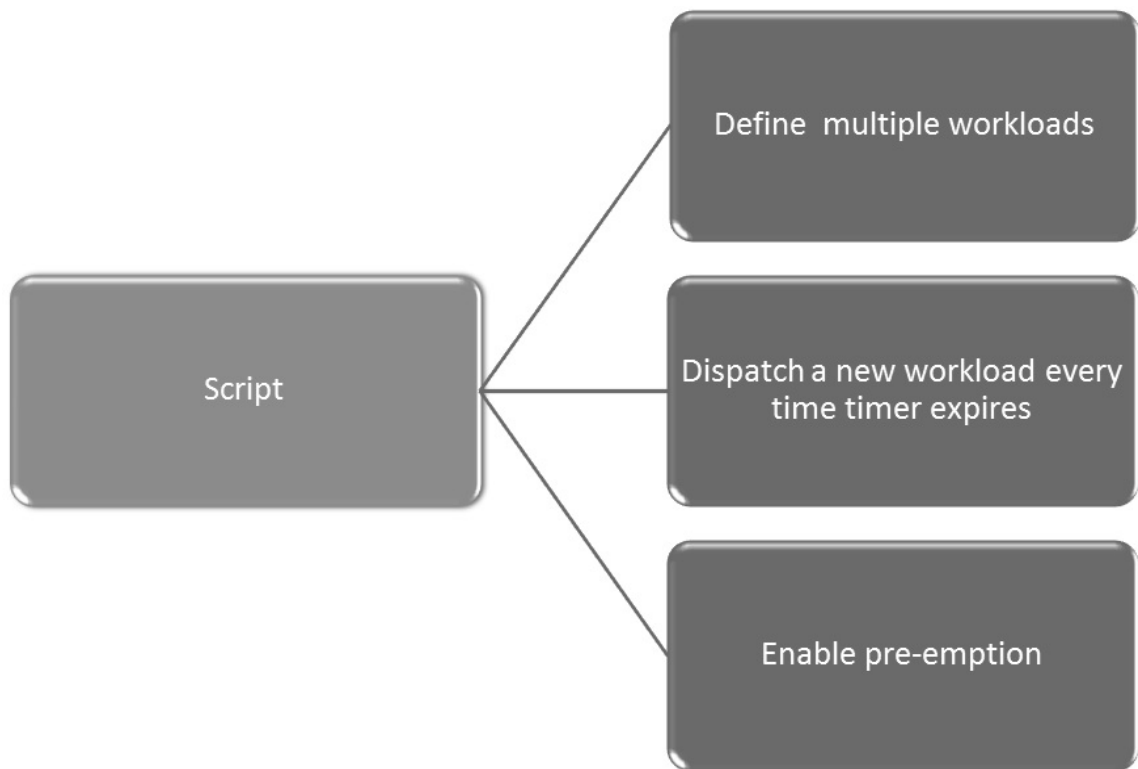 Define multiple workloads
Script
Dispatch a new workload every
time timer expires
Enable pre-emption